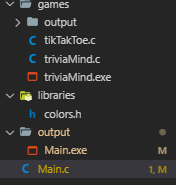 games
output
tikTakToe.c
triviaMind.c
triviaMind.exe
libraries
colors.h
output
Main.exe
Main.c 1, M